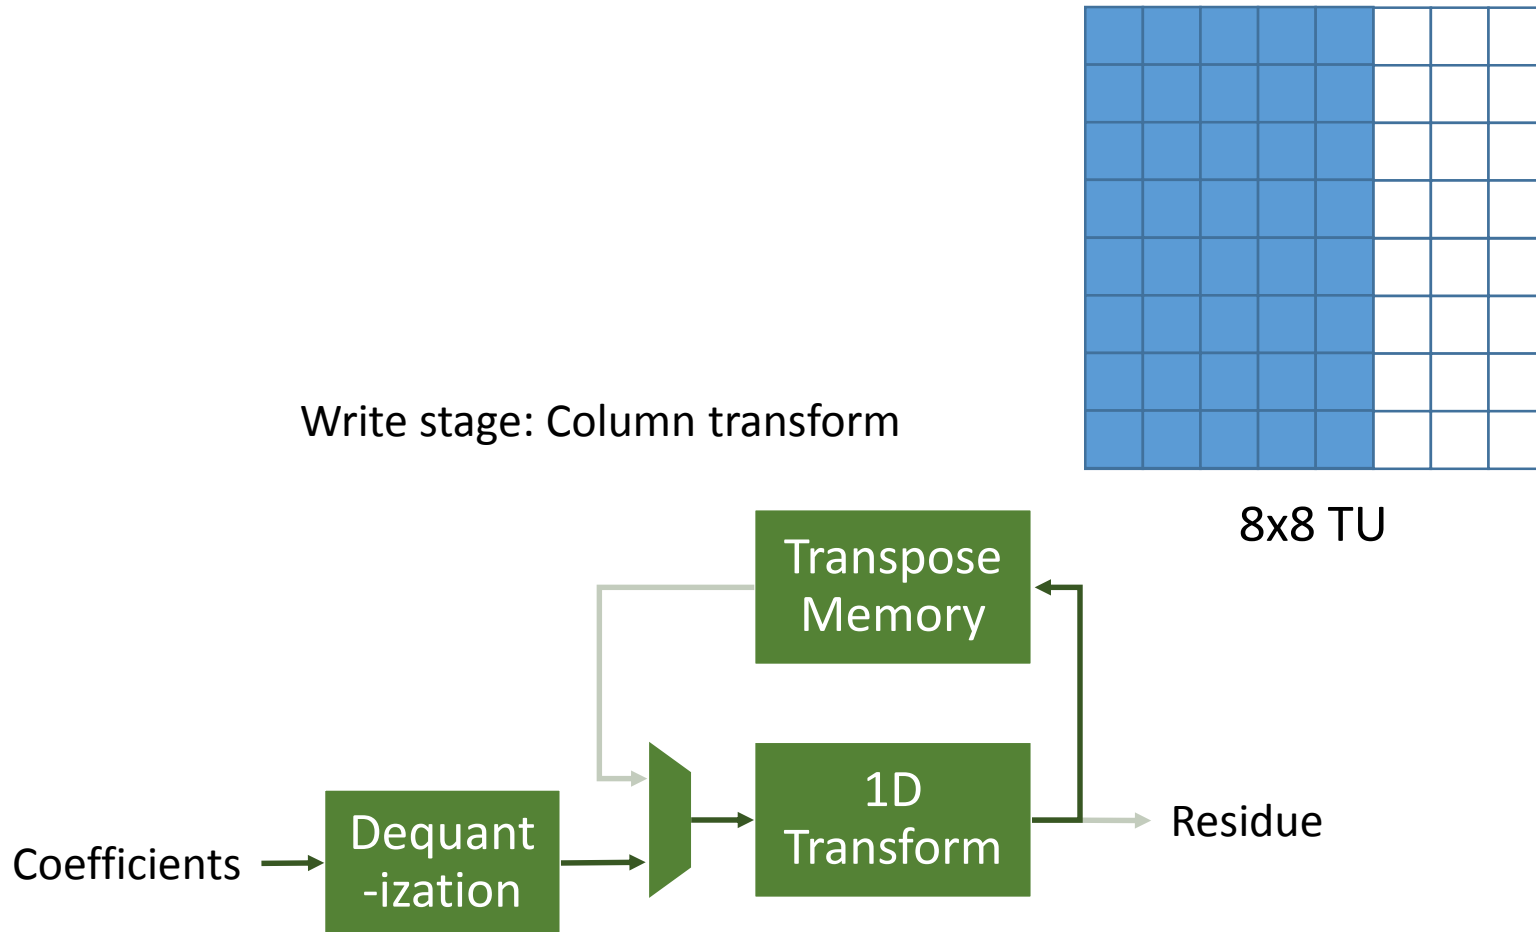 Write stage: Column transform
8x8 TU
Transpose
Memory
1D
Transform
Residue
Dequant
-ization
Coefficients